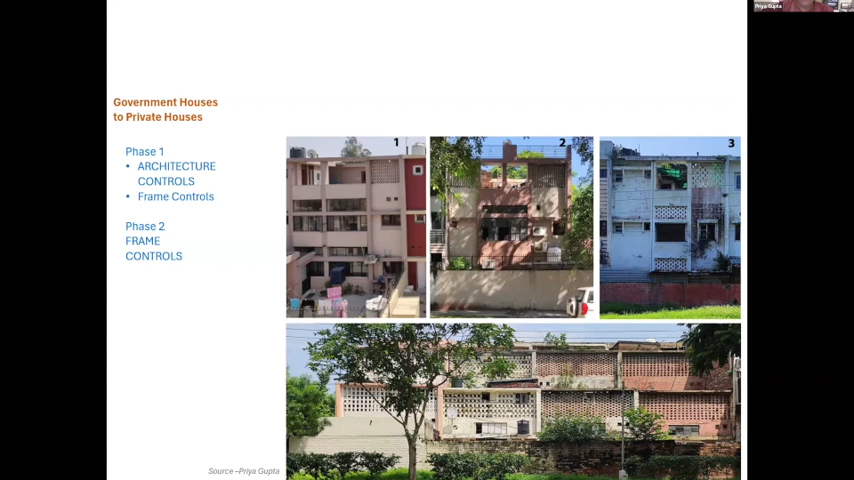 Priya Gupta
Government Houses
to Private Houses
Phase 1
• ARCHITECTURE
CONTROLS
• Frame Controls
Phase 2
FRAME
CONTROLS
1
2
3
Source –Priya Gupta